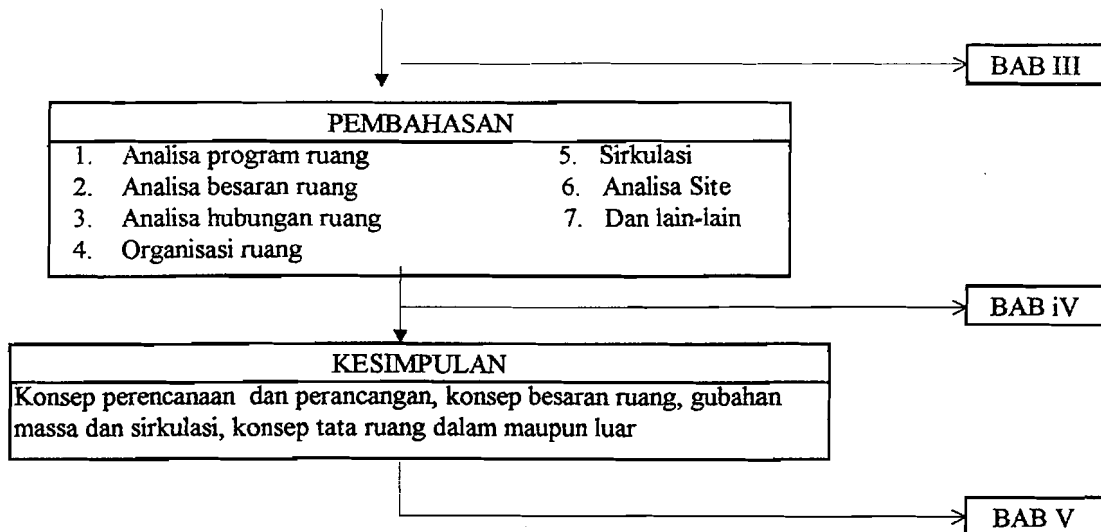 BAB III
PEMBAHASAN
1. Analisa program ruang
2. Analisa besaran ruang
3. Analisa hubungan ruang
4. Organisasi ruang
5. Sirkulasi
6. Analisa Site
7. Dan lain-lain
BAB iV
KESIMPULAN
Konsep perencanaan dan perancangan, konsep besaran ruang, gubahan
massa dan sirkulasi, konsep tata ruang dalam maupun luar
BAB V